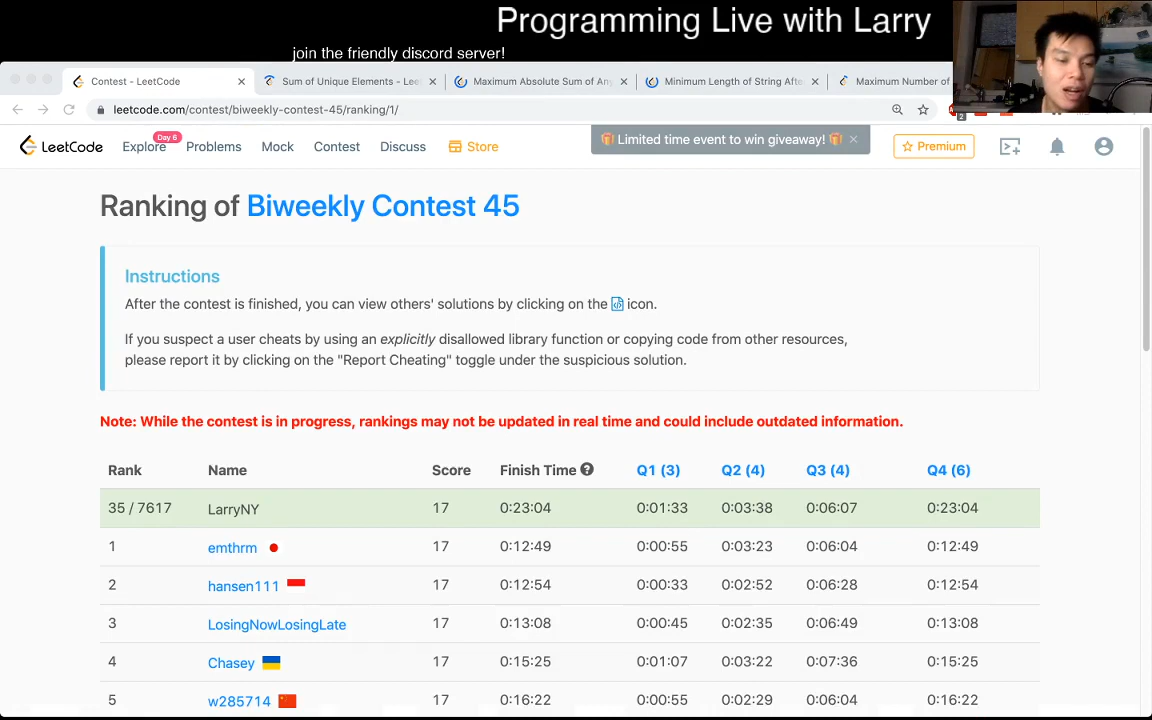 Programming Live with Larry
join the friendly discord server!
Contest - LeetCode
Sum of Unique Elements - Lee
Maximum Absolute Sum of Any
Minimum Length of String Afte
Maximum Number of
leetcode.com/contest/biweekly-contest-45/ranking/1/
2
LeetCode
Explore
Day 6
Problems
Mock
Contest
Discuss
Store
Limited time event to win giveaway!
Premium
Ranking of Biweekly Contest 45
Instructions
After the contest is finished, you can view others' solutions by clicking on the icon.
If you suspect a user cheats by using an explicitly disallowed library function or copying code from other resources,
please report it by clicking on the "Report Cheating" toggle under the suspicious solution.
Note: While the contest is in progress, rankings may not be updated in real time and could include outdated information.
Rank Name Score Finish Time ? Q1 (3) Q2 (4) Q3 (4) Q4 (6)
35 / 7617 LarryNY 17 0:23:04 0:01:33 0:03:38 0:06:07 0:23:04
1 emthrm 17 0:12:49 0:00:55 0:03:23 0:06:04 0:12:49
2 hansen111 17 0:12:54 0:00:33 0:02:52 0:06:28 0:12:54
3 LosingNowLosingLate 17 0:13:08 0:00:45 0:02:35 0:06:49 0:13:08
4 Chasey 17 0:15:25 0:01:07 0:03:22 0:07:36 0:15:25
5 w285714 17 0:16:22 0:00:55 0:02:29 0:06:04 0:16:22